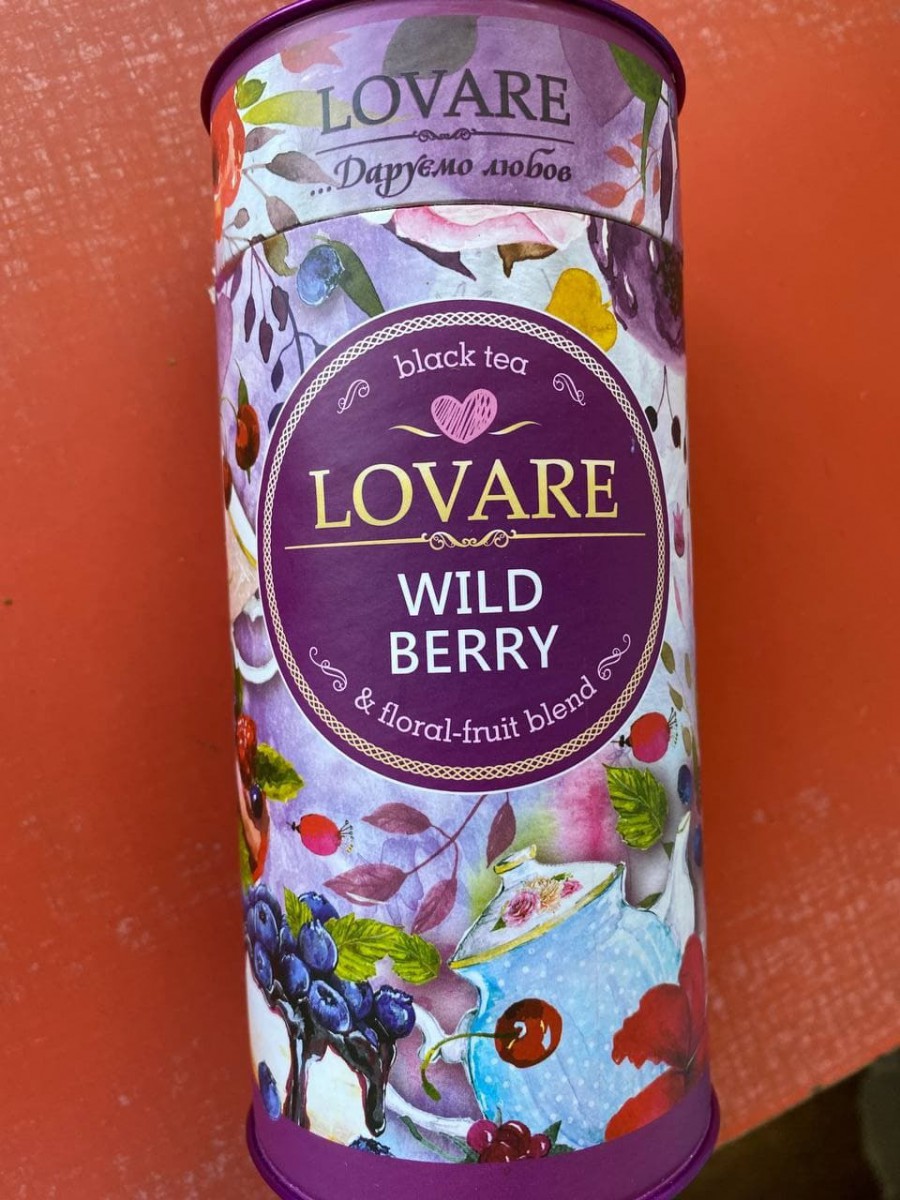 LOVARE
...Даруємо любов
black tea
LOVARE
WILD
BERRY
& floral-fruit blend